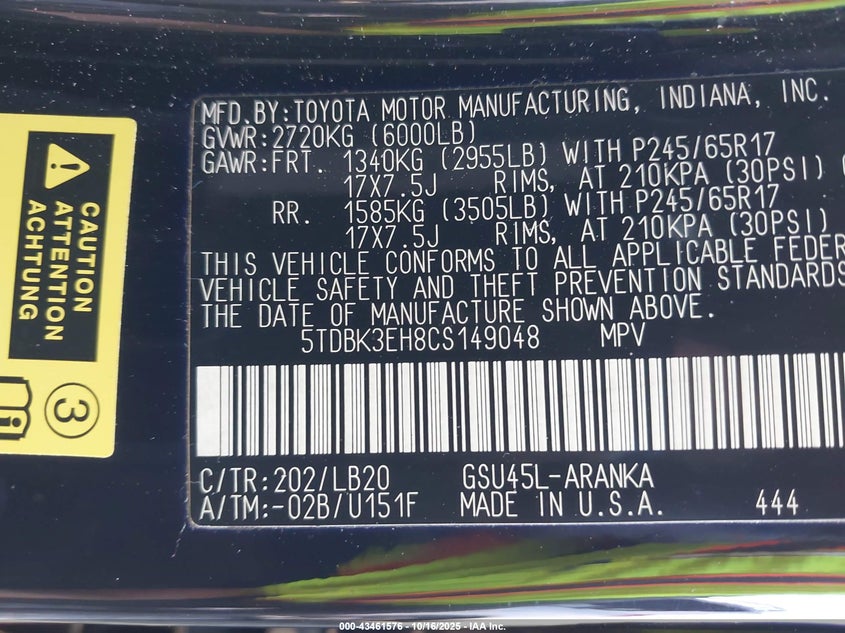 MFD.BY:TOYOTA MOTOR MANUFACTURING, INDIANA, INC.
GVWR:2720KG (6000LB)
GAWR:FRT. 1340KG (2955LB) WITH P245/65R17
17X7.5J RIMS, AT 210KPA (30PSI) (
RR. 1585KG (3505LB) WITH P245/65R17
17X7.5J RIMS, AT 210KPA (30PSI)
THIS VEHICLE CONFORMS TO ALL APPLICABLE FEDER
VEHICLE SAFETY AND THEFT PREVENTION STANDARDS
THE DATE OF MANUFACTURE SHOWN ABOVE.
5TDBK3EH8CS149048 MPV
C/TR:202/LB20 GSU45L-ARANKA
A/TM:-02B/U151F MADE IN U.S.A. 444
CAUTION
ATTENTION
ACHTUNG
3
000-43461576 - 10/16/2025 - IAA Inc.